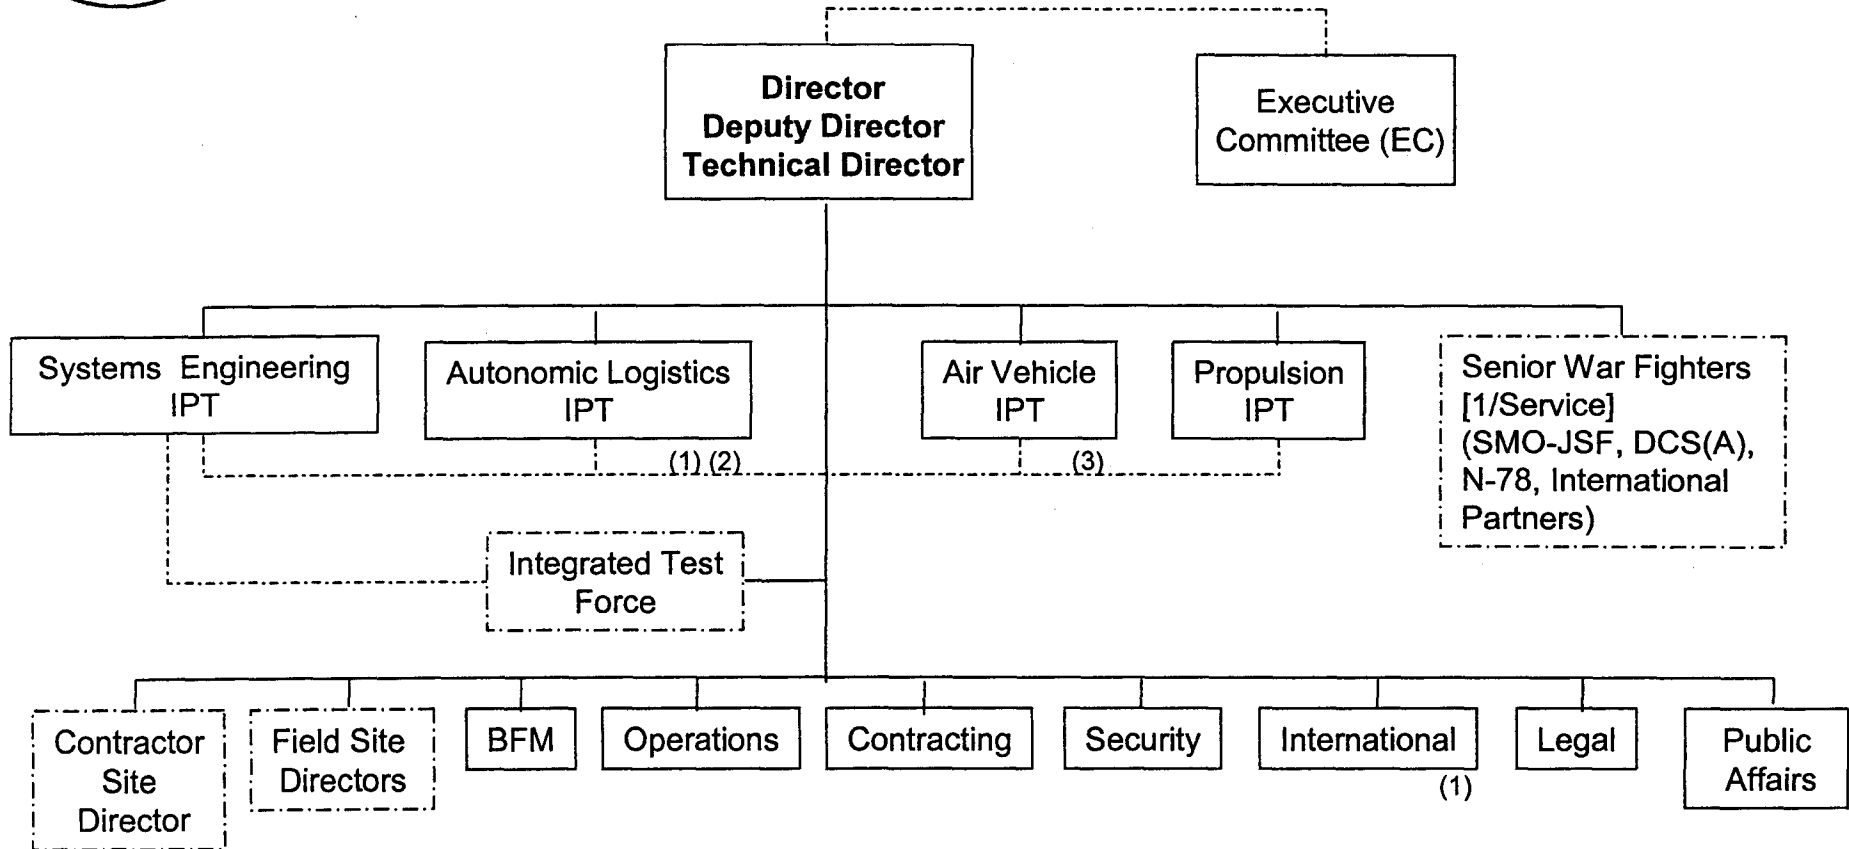 Director
Deputy Director
Technical Director
Executive
Committee (EC)
Systems Engineering
IPT
Autonomic Logistics
IPT
Air Vehicle
IPT
Propulsion
IPT
Senior War Fighters
[1/Service]
(SMO-JSF, DCS(A),
N-78, International
Partners)
(1) (2)
(3)
Integrated Test
Force
Contractor
Site
Director
Field Site
Directors
BFM
Operations
Contracting
Security
International
(1)
Legal
Public
Affairs